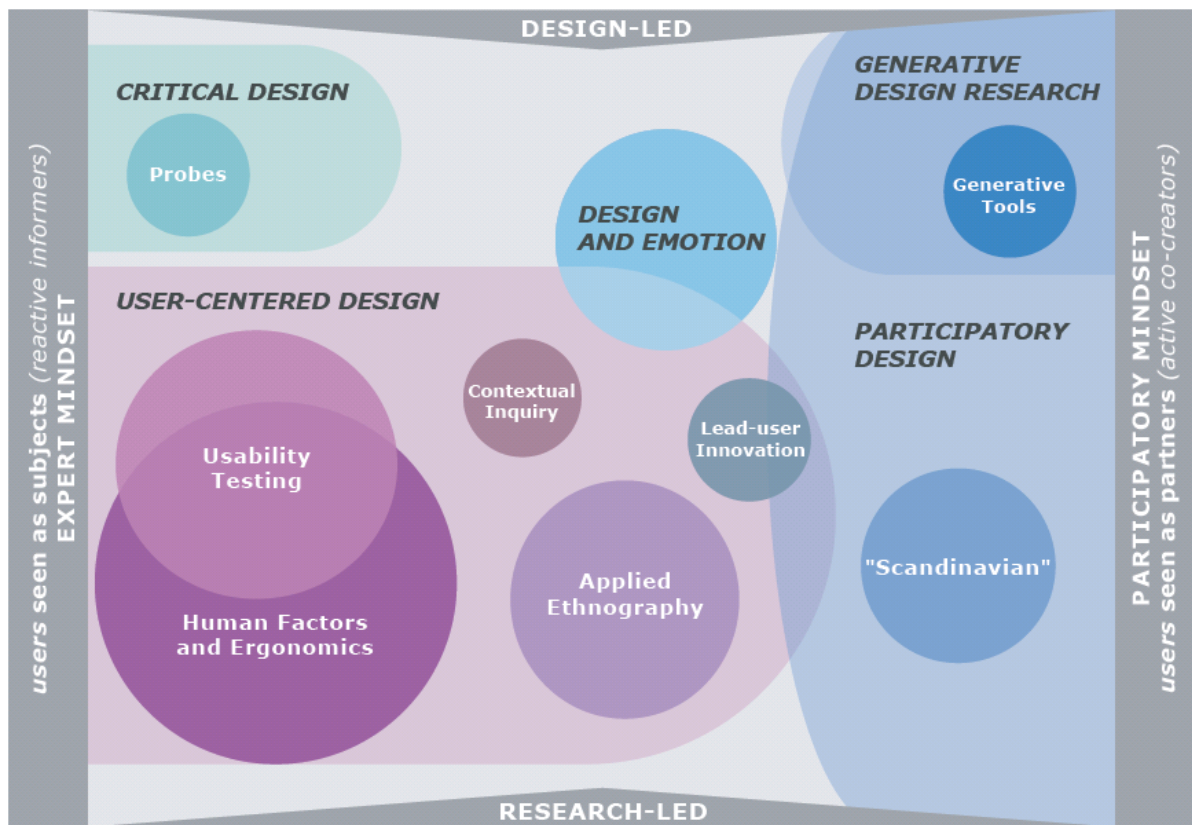 DESIGN-LED
users seen as subjects (reactive informers)
EXPERT MINDSET
CRITICAL DESIGN
Probes
GENERATIVE
DESIGN RESEARCH
Generative
Tools
DESIGN
AND EMOTION
USER-CENTERED DESIGN
Contextual
Inquiry
Lead-user
Innovation
Usability
Testing
Human Factors
and Ergonomics
Applied
Ethnography
PARTICIPATORY
DESIGN
"Scandinavian"
PARTICIPATORY MINDSET
users seen as partners (active co-creators)
RESEARCH-LED